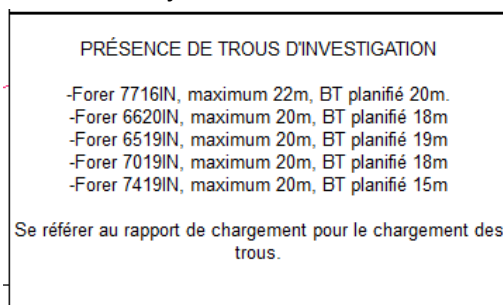 PRÉSENCE DE TROUS D'INVESTIGATION
-Forer 7716IN, maximum 22m, BT planifié 20m.
-Forer 6620IN, maximum 20m, BT planifié 18m
-Forer 6519IN, maximum 20m, BT planifié 19m
-Forer 7019IN, maximum 20m, BT planifié 18m
-Forer 7419IN, maximum 20m, BT planifié 15m
Se référer au rapport de chargement pour le chargement des
trous.